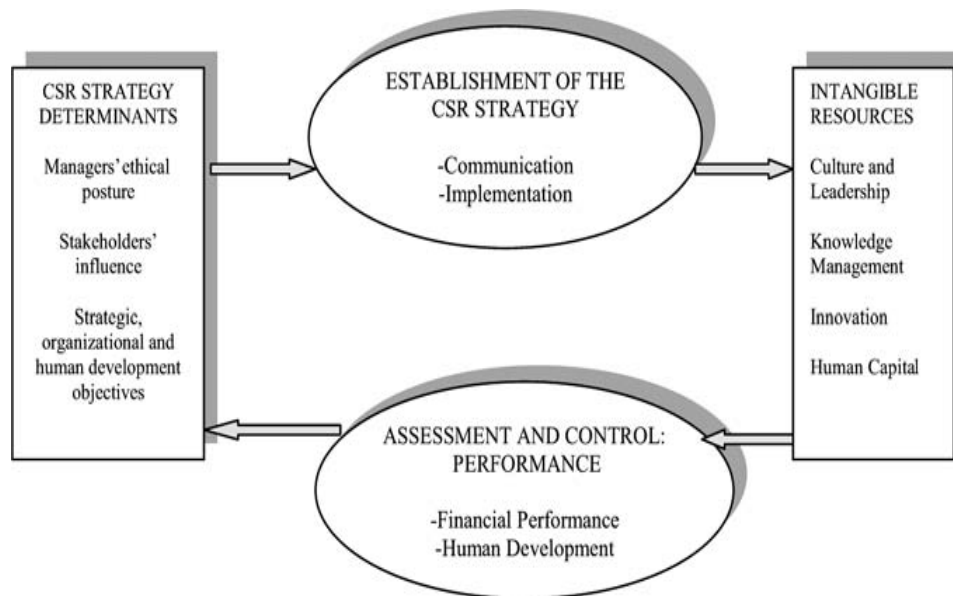 CSR STRATEGY
DETERMINANTS
Managers’ ethical
posture
Stakeholders’
influence
Strategic,
organizational and
human development
objectives
ESTABLISHMENT OF THE
CSR STRATEGY
-Communication
-Implementation
INTANGIBLE
RESOURCES
Culture and
Leadership
Knowledge
Management
Innovation
Human Capital
ASSESSMENT AND CONTROL:
PERFORMANCE
-Financial Performance
-Human Development